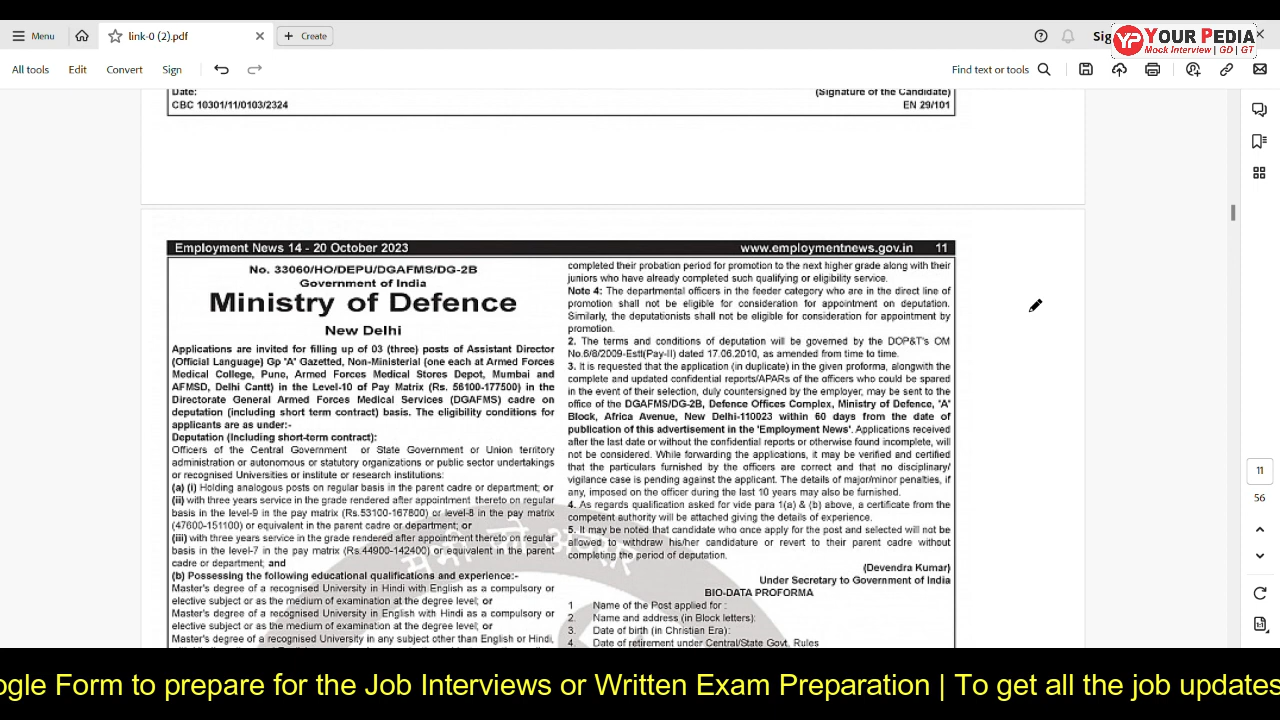 Menu
link-0 (2).pdf
Create
YP YOUR PEDIA
Mock Interview | GD | GT
All tools
Edit
Convert
Sign
Find text or tools
Date:
(Signature of the Candidate)
CBC 10301/11/0103/2324
EN 29/101
Employment News 14 - 20 October 2023
www.employmentnews.gov.in 11
No. 33060/HO/DEPU/DGAFMS/DG-2B
Government of India
Ministry of Defence
New Delhi
Applications are invited for filling up of 03 (three) posts of Assistant Director
(Official Language) Gp 'A' Gazetted, Non-Ministerial (one each at Armed Forces
Medical College, Pune, Armed Forces Medical Stores Depot, Mumbai and
AFMSD, Delhi Cantt) in the Level-10 of Pay Matrix (Rs. 56100-177500) in the
Directorate General Armed Forces Medical Services (DGAFMS) cadre on
deputation (including short term contract) basis. The eligibility conditions for
applicants are as under:-
Deputation (Including short-term contract):
Officers of the Central Government or State Government or Union territory
administration or autonomous or statutory organizations or public sector undertakings
or recognised Universities or institute or research institutions:
(a) (i) Holding analogous posts on regular basis in the parent cadre or department; or
(ii) with three years service in the grade rendered after appointment thereto on regular
basis in the level-9 in the pay matrix (Rs.53100-167800) or level-8 in the pay matrix
(47600-151100) or equivalent in the parent cadre or department; or
(iii) with three years service in the grade rendered after appointment thereto on regular
basis in the level-7 in the pay matrix (Rs.44900-142400) or equivalent in the parent
cadre or department; and
(b) Possessing the following educational qualifications and experience:-
Master's degree of a recognised University in Hindi with English as a compulsory or
elective subject or as the medium of examination at the degree level; or
Master's degree of a recognised University in English with Hindi as a compulsory or
elective subject or as the medium of examination at the degree level; or
Master's degree of a recognised University in any subject other than English or Hindi,
completed their probation period for promotion to the next higher grade along with their
juniors who have already completed such qualifying or eligibility service.
Note 4: The departmental officers in the feeder category who are in the direct line of
promotion shall not be eligible for consideration for appointment on deputation.
Similarly, the deputationists shall not be eligible for consideration for appointment by
promotion.
2. The terms and conditions of deputation will be governed by the DOP&T's OM
No.6/8/2009-Estt(Pay-II) dated 17.06.2010, as amended from time to time.
3. It is requested that the application (in duplicate) in the given proforma, alongwith the
complete and updated confidential reports/APARs of the officers who could be spared
in the event of their selection, duly countersigned by the employer, may be sent to the
office of the DGAFMS/DG-2B, Defence Offices Complex, Ministry of Defence, 'A'
Block, Africa Avenue, New Delhi-110023 within 60 days from the date of
publication of this advertisement in the 'Employment News'. Applications received
after the last date or without the confidential reports or otherwise found incomplete, will
not be considered. While forwarding the applications, it may be verified and certified
that the particulars furnished by the officers are correct and that no disciplinary/
vigilance case is pending against the applicant. The details of major/minor penalties, if
any, imposed on the officer during the last 10 years may also be furnished.
4. As regards qualification asked for vide para 1(a) & (b) above, a certificate from the
competent authority will be attached giving the details of experience.
5. It may be noted that candidate who once apply for the post and selected will not be
allowed to withdraw his/her candidature or revert to their parent cadre without
completing the period of deputation.
(Devendra Kumar)
Under Secretary to Government of India
BIO-DATA PROFORMA
1 Name of the Post applied for :
2. Name and address (in Block letters):
3. Date of birth (in Christian Era):
4. Date of retirement under Central/State Govt. Rules
11
56
ogle Form to prepare for the Job Interviews or Written Exam Preparation | To get all the job updates